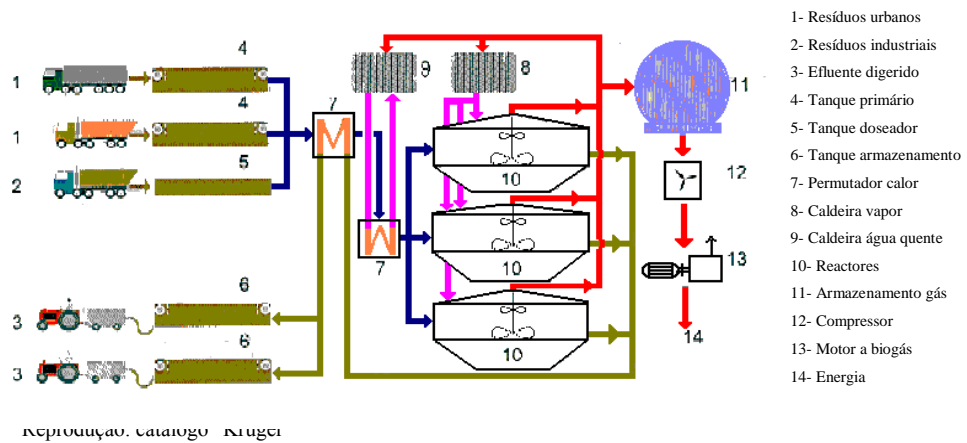 1- Resíduos urbanos
2- Resíduos industriais
3- Efluente digerido
4- Tanque primário
5- Tanque doseador
6- Tanque armazenamento
7- Permutador calor
8- Caldeira vapor
9- Caldeira água quente
10- Reactores
11- Armazenamento gás
12- Compressor
13- Motor a biogás
14- Energia
4
1
4
1
5
2
7
7
9
8
10
10
10
11
12
13
14
6
3
6
3
Reprodução: catálogo Kruger